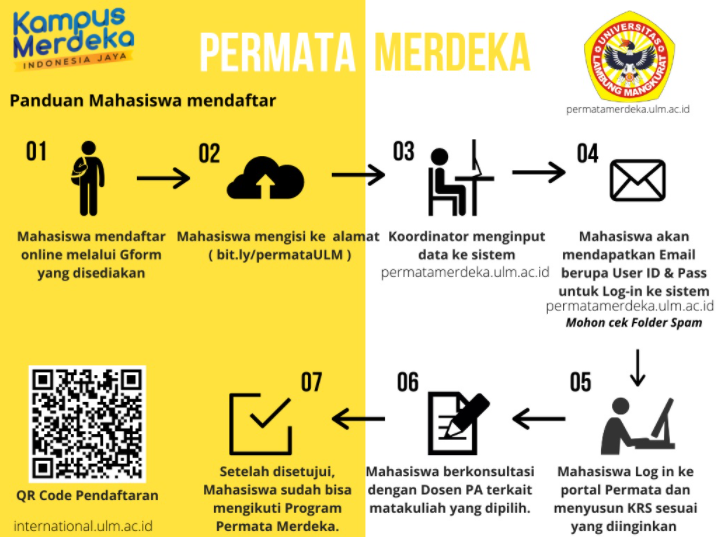 Kampus
Merdeka
INDONESIA JAYA
PERMATA MERDEKA
UNIVERSITAS
LAMBUNG MANGKURAT
permatamerdeka.ulm.ac.id
Panduan Mahasiswa mendaftar
01
Mahasiswa mendaftar
online melalui Gform
yang disediakan
02
Mahasiswa mengisi ke alamat
( bit.ly/permataULM )
03
Koordinator menginput
data ke sistem
permatamerdeka.ulm.ac.id
04
Mahasiswa akan
mendapatkan Email
berupa User ID & Pass
untuk Log-in ke sistem
permatamerdeka.ulm.ac.id
Mohon cek Folder Spam
05
Mahasiswa Log in ke
portal Permata dan
menyusun KRS sesuai
yang diinginkan
06
Mahasiswa berkonsultasi
dengan Dosen PA terkait
matakuliah yang dipilih.
07
Setelah disetujui,
Mahasiswa sudah bisa
mengikuti Program
Permata Merdeka.
QR Code Pendaftaran
international.ulm.ac.id